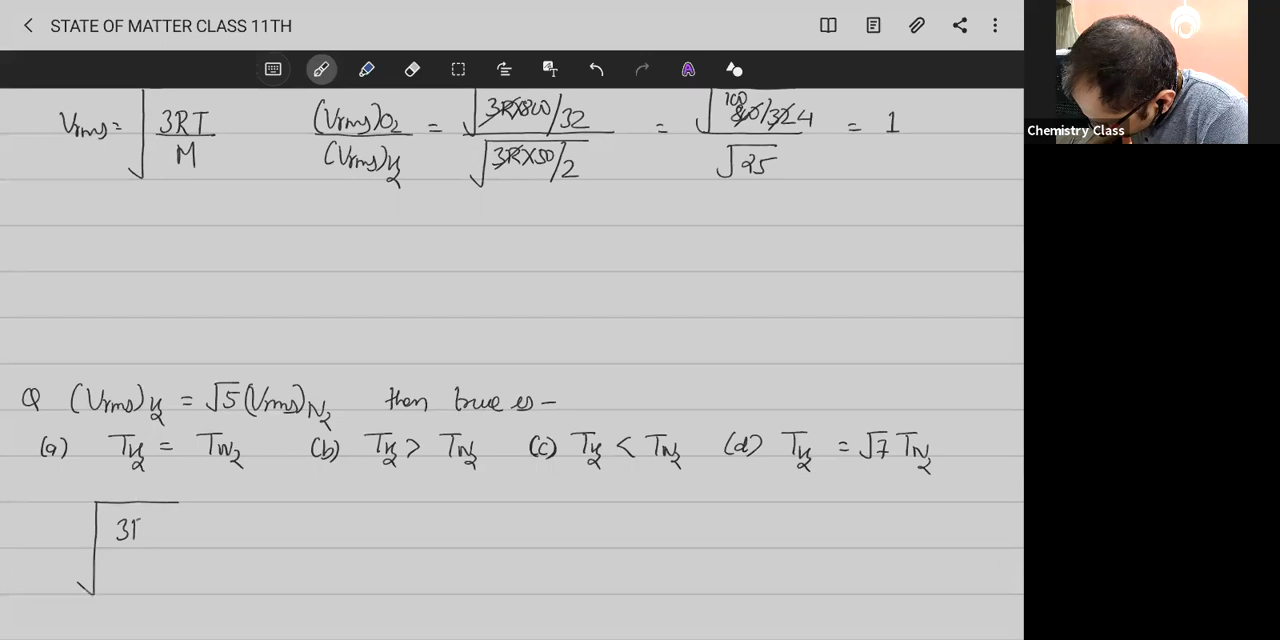 STATE OF MATTER CLASS 11TH
Chemistry Class
Vrms = √(3RT/M) (Vrms)O₂/(Vrms)H₂ = √(3R×800/32)/√(3R×50/2) = √(100 800/32 4)/√25 = 1
Q (Vrms)H₂ = √5 (Vrms)N₂ then true is –
(a) TH₂ = TN₂ (b) TH₂ > TN₂ (c) TH₂ < TN₂ (d) TH₂ = √7 TN₂
√3